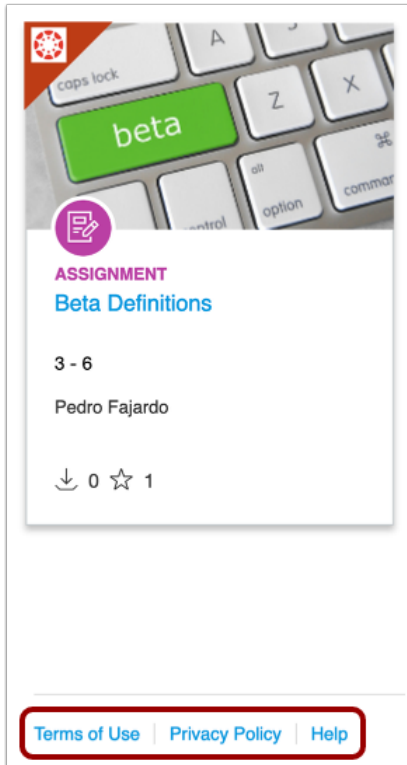 A
caps lock
Z
X
beta
⌘
alt
option
command
control
ASSIGNMENT
Beta Definitions
3 - 6
Pedro Fajardo
0 1
Terms of Use Privacy Policy Help